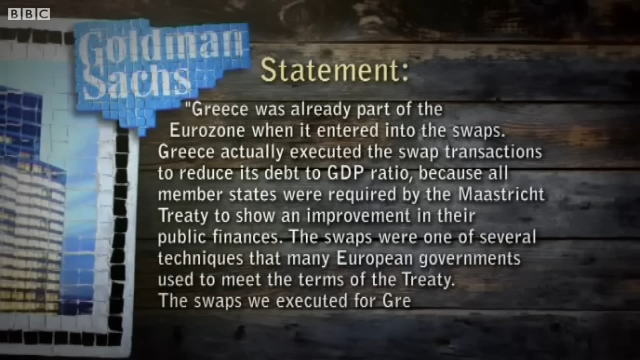 BBC
Goldman
Sachs
Statement:
"Greece was already part of the
Eurozone when it entered into the swaps.
Greece actually executed the swap transactions
to reduce its debt to GDP ratio, because all
member states were required by the Maastricht
Treaty to show an improvement in their
public finances. The swaps were one of several
techniques that many European governments
used to meet the terms of the Treaty.
The swaps we executed for Gre